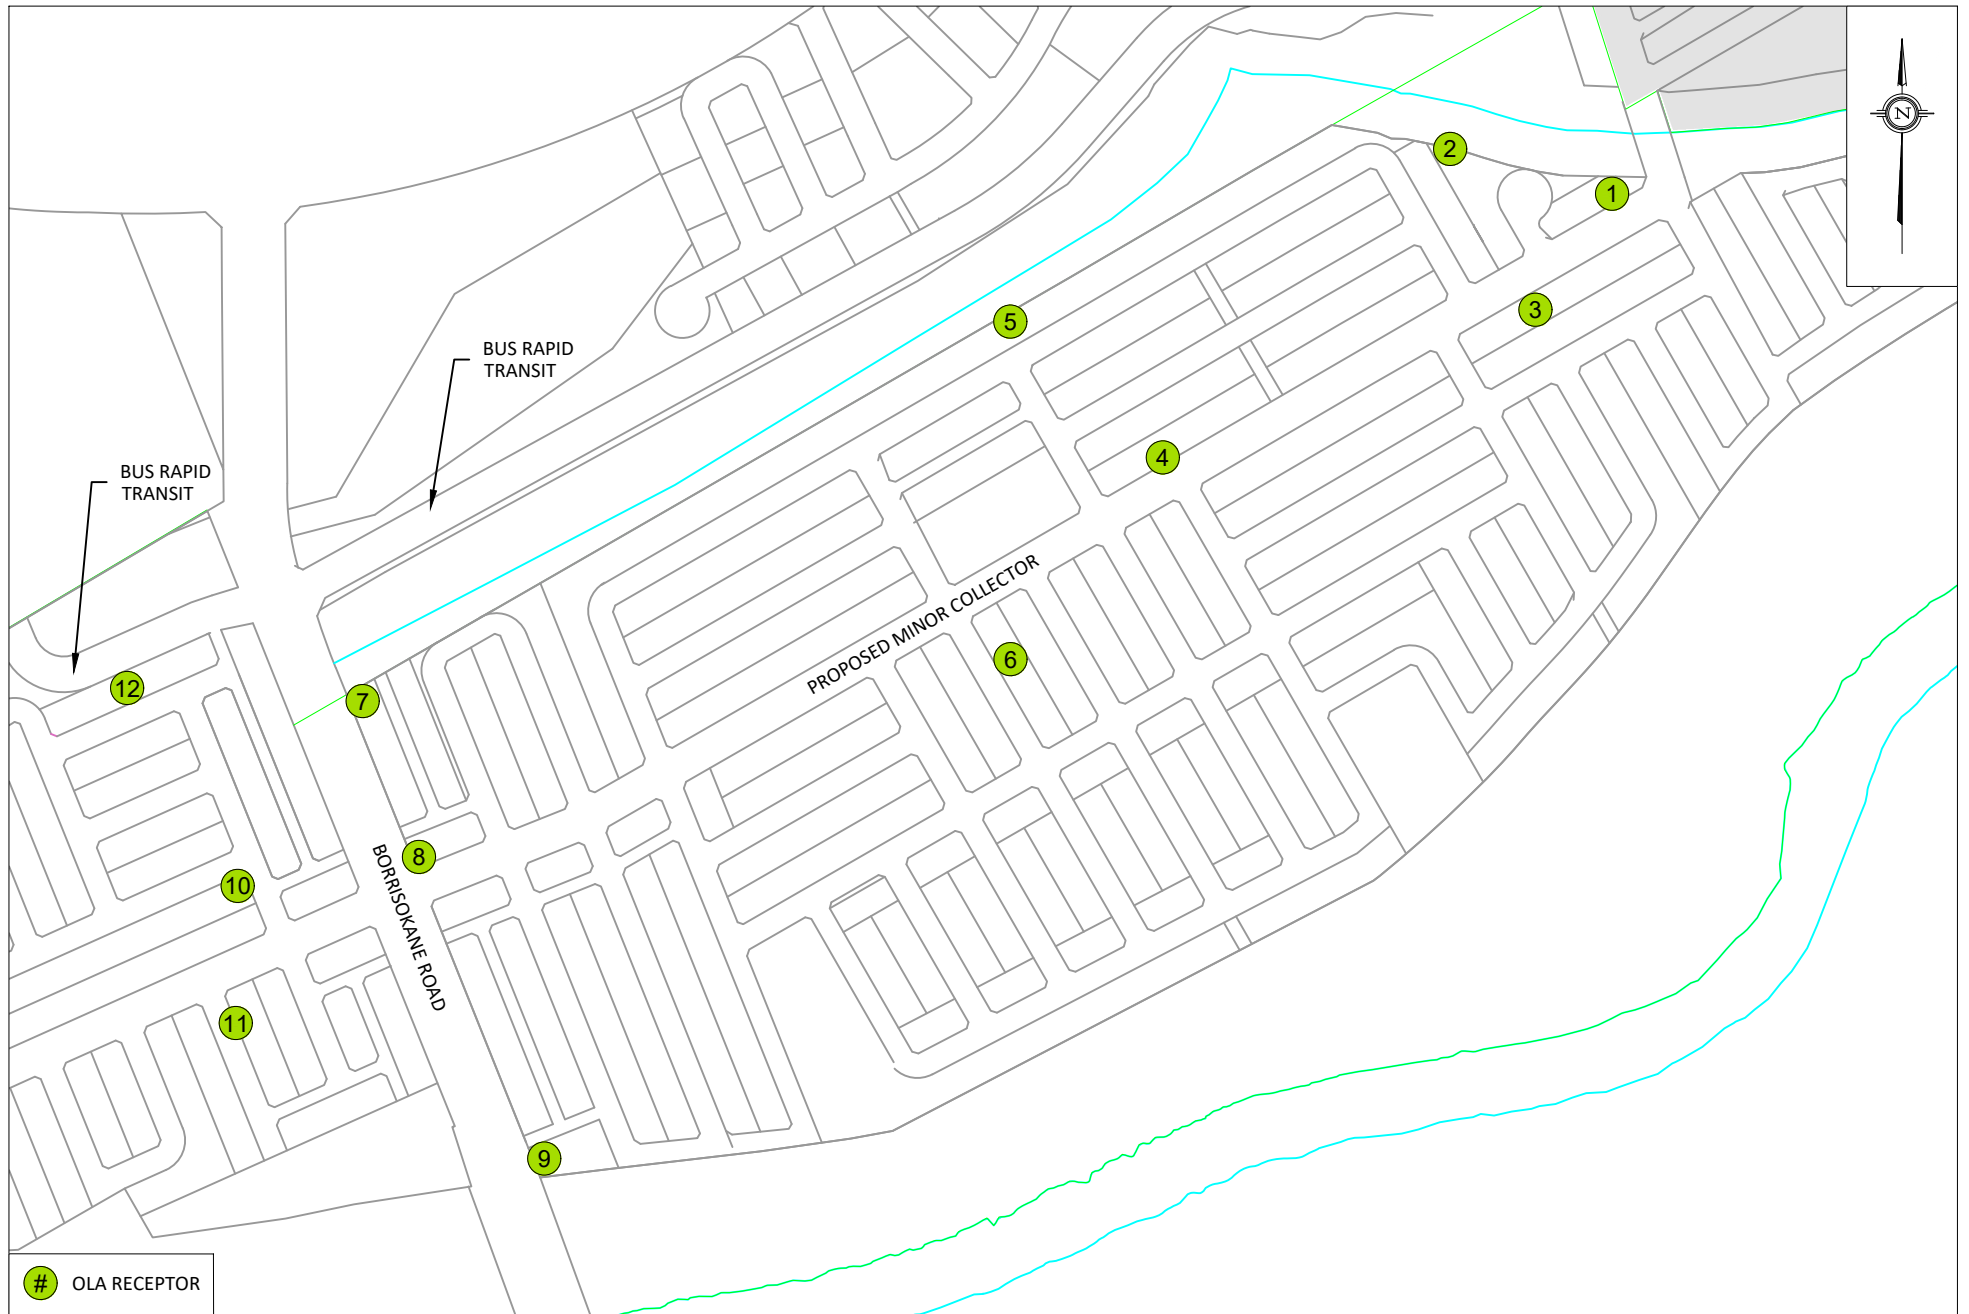 N
2
1
3
5
BUS RAPID
TRANSIT
4
BUS RAPID
TRANSIT
PROPOSED MINOR COLLECTOR
6
12
7
8
BORRISOKANE ROAD
10
11
9
# OLA RECEPTOR